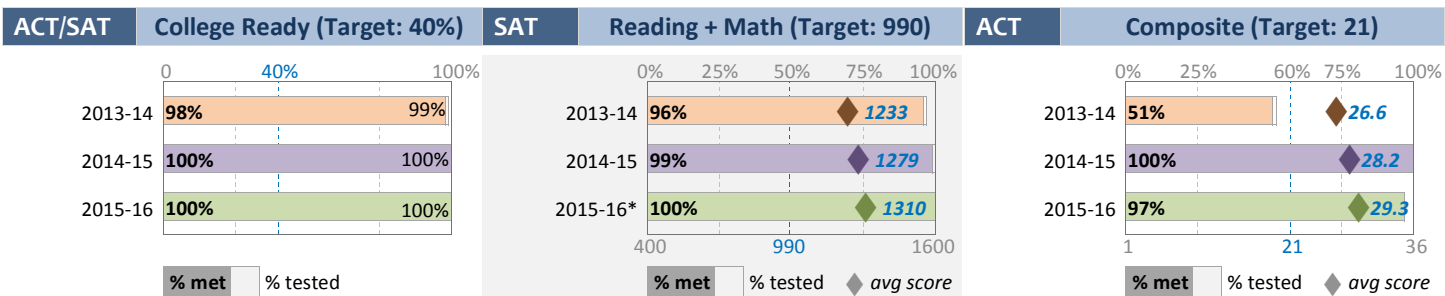 ACT/SAT College Ready (Target: 40%)
0 40% 100%
2013-14 98% 99%
2014-15 100% 100%
2015-16 100% 100%
% met % tested
SAT Reading + Math (Target: 990)
0% 25% 50% 75% 100%
2013-14 96% 1233
2014-15 99% 1279
2015-16* 100% 1310
400 990 1600
% met % tested avg score
ACT Composite (Target: 21)
0% 25% 60% 75% 100%
2013-14 51% 26.6
2014-15 100% 28.2
2015-16 97% 29.3
1 21 36
% met % tested avg score